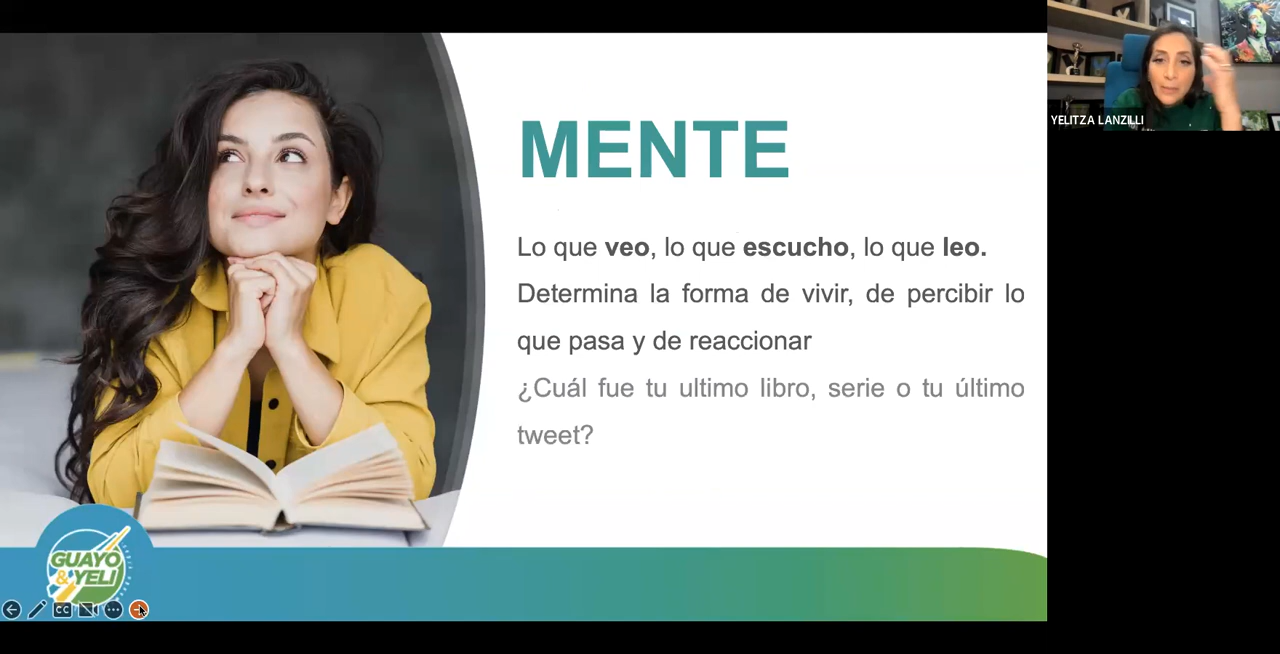 YELITZA LANZILLI
MENTE
Lo que veo, lo que escucho, lo que leo.
Determina la forma de vivir, de percibir lo
que pasa y de reaccionar
¿Cuál fue tu ultimo libro, serie o tu último
tweet?
GUAYO
& YELI
CC